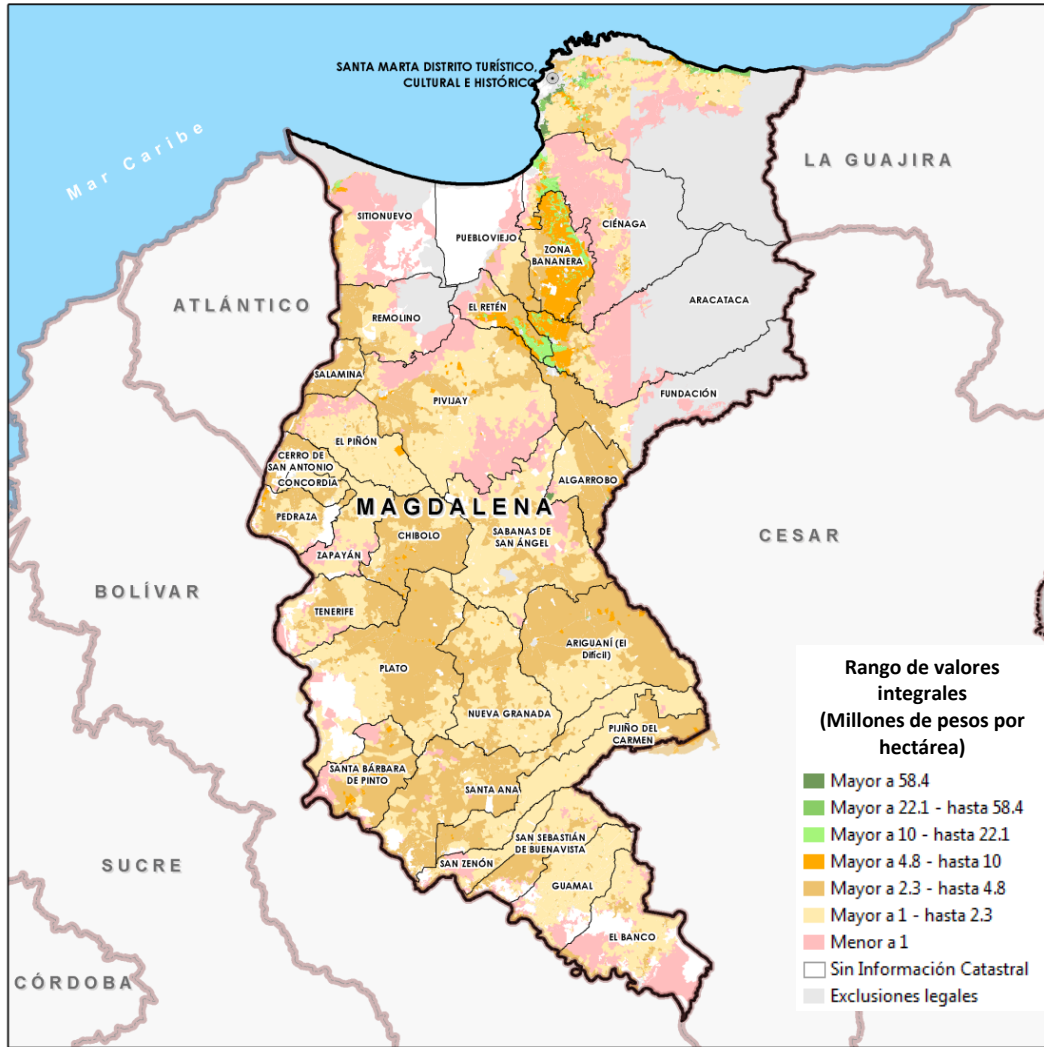 SANTA MARTA DISTRITO TURÍSTICO,
CULTURAL E HISTÓRICO
Mar Caribe
LA GUAJIRA
SITIONUEVO
CIÉNAGA
PUEBLOVIEJO
ZONA
BANANERA
ATLÁNTICO
ARACATACA
EL RETÉN
REMOLINO
SALAMINA
FUNDACIÓN
PIVIJAY
EL PIÑÓN
CERRO DE
SAN ANTONIO
CONCORDIA
ALGARROBO
MAGDALENA
PEDRAZA
CHIBOLO
SABANAS DE
SAN ÁNGEL
CESAR
ZAPAYÁN
BOLÍVAR
TENERIFE
ARIGUANÍ (El
Difícil)
PLATO
NUEVA GRANADA
PIJIÑO DEL
CARMEN
SANTA BÁRBARA
DE PINTO
SANTA ANA
SAN SEBASTIÁN
DE BUENAVISTA
SUCRE
SAN ZENÓN
GUAMAL
EL BANCO
CÓRDOBA
Rango de valores
integrales
(Millones de pesos por
hectárea)
Mayor a 58.4
Mayor a 22.1 - hasta 58.4
Mayor a 10 - hasta 22.1
Mayor a 4.8 - hasta 10
Mayor a 2.3 - hasta 4.8
Mayor a 1 - hasta 2.3
Menor a 1
Sin Información Catastral
Exclusiones legales